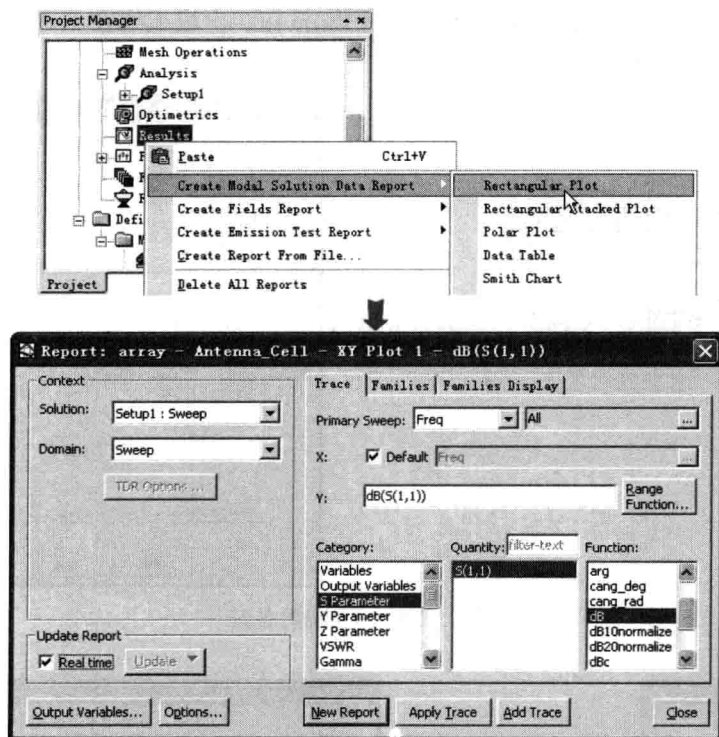 Project Manager
Mesh Operations
Analysis
Setup1
Optimetrics
Results
Paste Ctrl+V
Create Modal Solution Data Report
Create Fields Report
Create Emission Test Report
Create Report From File...
Delete All Reports
Rectangular Plot
Rectangular Stacked Plot
Polar Plot
Data Table
Smith Chart
F
Defi
M
Project
Report: array - Antenna_Cell - XY Plot 1 - dB(S(1,1))
Context
Solution: Setup1 : Sweep
Domain: Sweep
TDR Options ...
Update Report
Real time Update
Output Variables... Options...
Trace Families Families Display
Primary Sweep: Freq All ...
X: Default Freq ...
Y: dB(S(1,1)) Range Function...
Category: Quantity: filter-text Function:
Variables
Output Variables
S Parameter
Y Parameter
Z Parameter
VSWR
Gamma
S(1,1)
arg
cang_deg
cang_rad
dB
dB10normalize
dB20normalize
dBc
New Report Apply Trace Add Trace Close